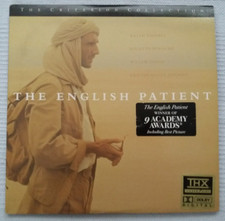 THE CRITERION COLLECTION
THE ENGLISH PATIENT
The English Patient
WINNER OF
9 ACADEMY
AWARDS®
Including Best Picture
THX
DIGITAL